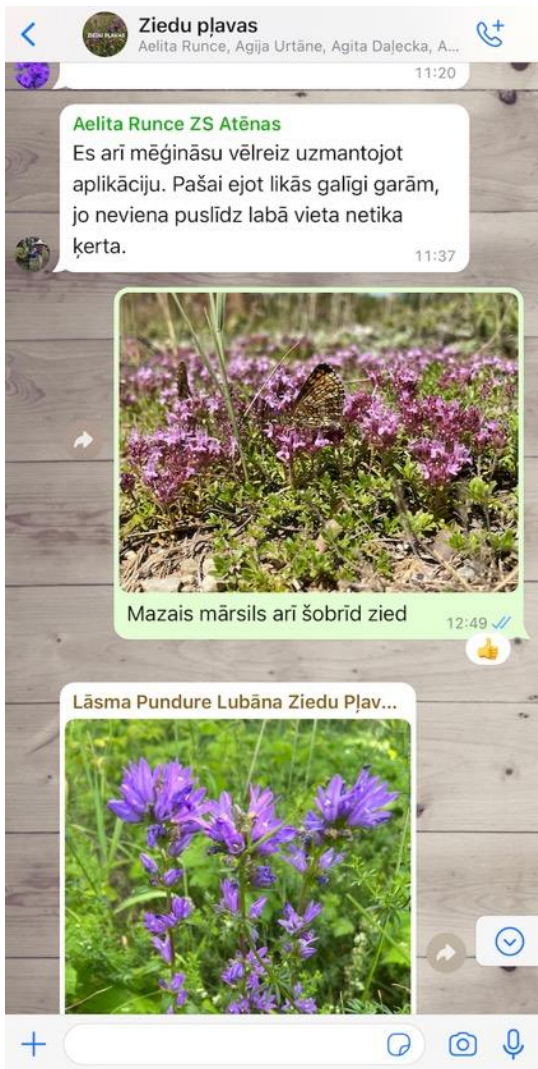 Ziedu pļavas
Aelita Runce, Agija Urtāne, Agita Daļecka, A...
11:20
Aelita Runce ZS Atēnas
Es arī mēģināsu vēlreiz uzmantojot
aplikāciju. Pašai ejot likās galīgi garām,
jo neviena puslīdz labā vieta netika
ķerta.
11:37
Mazais mārsils arī šobrīd zied
12:49
Lāsma Pundure Lubāna Ziedu Pļav...